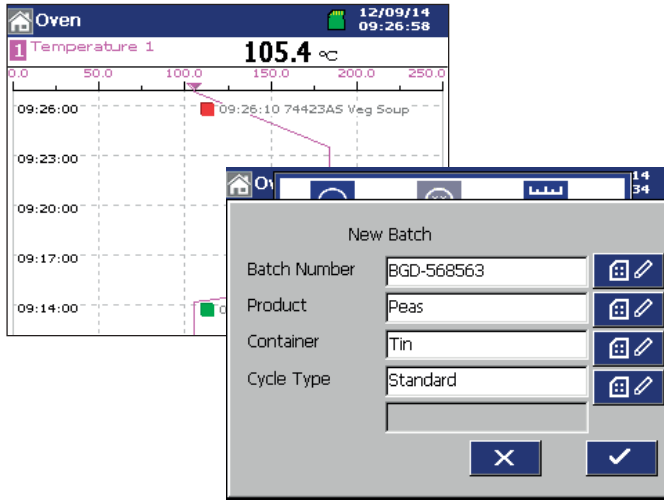 Oven
12/09/14
09:26:58
1 Temperature 1
105.4 °C
0.0 50.0 100.0 150.0 200.0 250.0
09:26:00
09:26:10 74423AS Veg Soup
09:23:00
09:20:00
09:17:00
09:14:00
14
34
New Batch
Batch Number BGD-568563
Product Peas
Container Tin
Cycle Type Standard